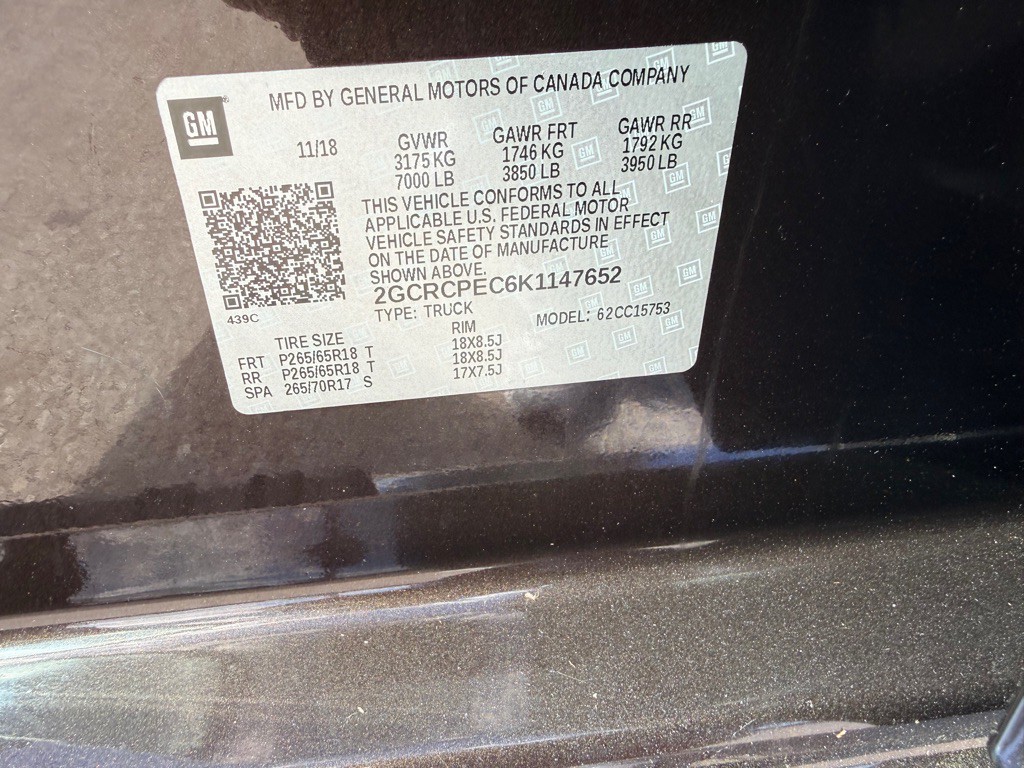 MFD BY GENERAL MOTORS OF CANADA COMPANY
GM
11/18
GVWR GAWR FRT GAWR RR
3175 KG 1746 KG 1792 KG
7000 LB 3850 LB 3950 LB
THIS VEHICLE CONFORMS TO ALL
APPLICABLE U.S. FEDERAL MOTOR
VEHICLE SAFETY STANDARDS IN EFFECT
ON THE DATE OF MANUFACTURE
SHOWN ABOVE.
2GCRCPEC6K1147652
439C
TYPE: TRUCK MODEL: 62CC15753
TIRE SIZE RIM
FRT P265/65R18 T 18X8.5J
RR P265/65R18 T 18X8.5J
SPA 265/70R17 S 17X7.5J